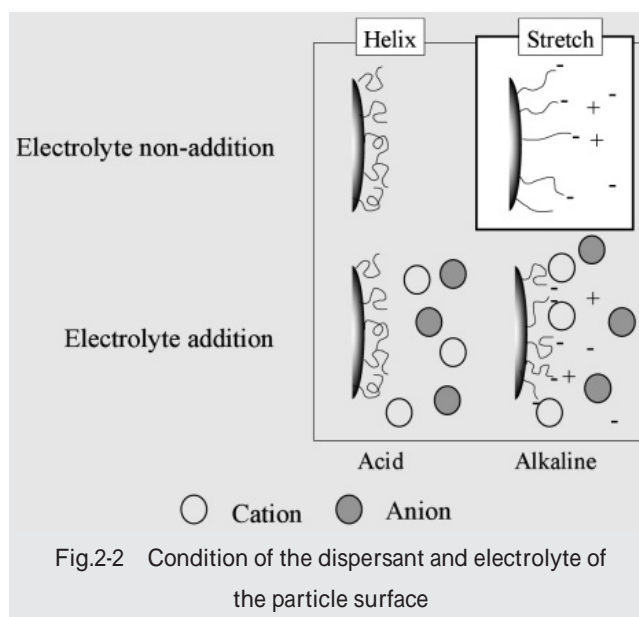 Helix Stretch
Electrolyte non-addition
- - - - + - + - -
Electrolyte addition
- - + - - - + - -
Acid Alkaline
Cation Anion
Fig.2-2 Condition of the dispersant and electrolyte of
the particle surface